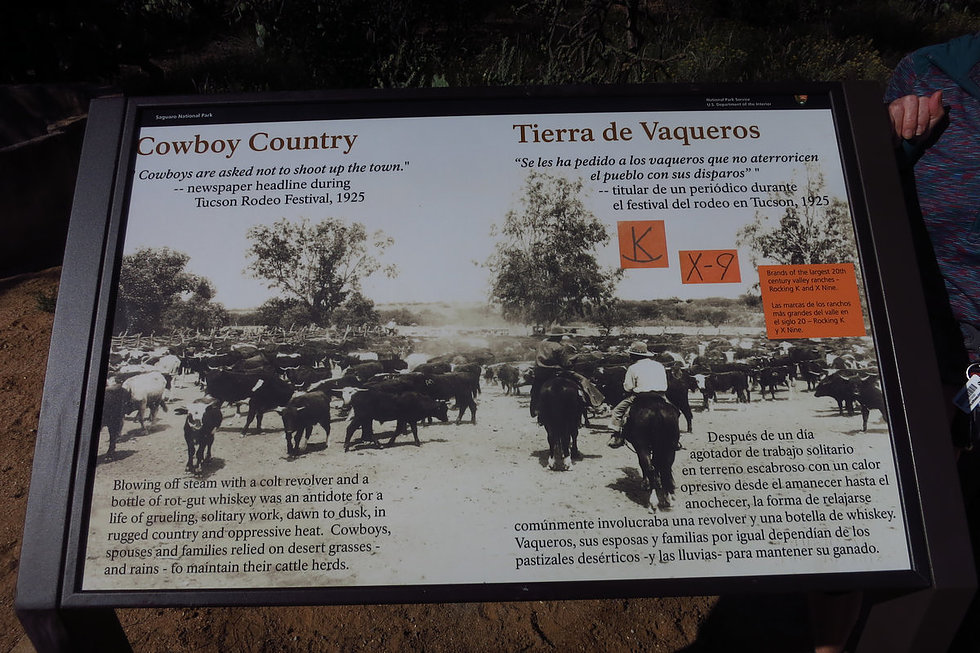 Saguaro National Park
National Park Service
U.S. Department of the Interior
Cowboy Country
Cowboys are asked not to shoot up the town."
-- newspaper headline during
Tucson Rodeo Festival, 1925
Tierra de Vaqueros
“Se les ha pedido a los vaqueros que no aterroricen
el pueblo con sus disparos” "
-- titular de un periódico durante
el festival del rodeo en Tucson, 1925
K
X-9
Brands of the largest 20th
century valley ranches -
Rocking K and X Nine.
Las marcas de los ranchos
más grandes del valle en
el siglo 20 – Rocking K
y X Nine.
Blowing off steam with a colt revolver and a
bottle of rot-gut whiskey was an antidote for a
life of grueling, solitary work, dawn to dusk, in
rugged country and oppressive heat. Cowboys,
spouses and families relied on desert grasses -
and rains - to maintain their cattle herds.
Después de un día
agotador de trabajo solitario
en terreno escabroso con un calor
opresivo desde el amanecer hasta el
anochecer, la forma de relajarse
comúnmente involucraba una revolver y una botella de whiskey.
Vaqueros, sus esposas y familias por igual dependían de los
pastizales desérticos -y las lluvias- para mantener su ganado.